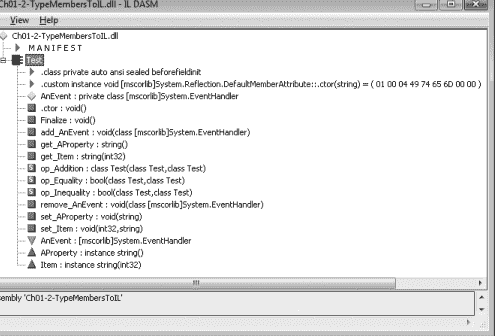 Ch01-2-TypeMembersToIL.dll - IL DASM
View Help
Ch01-2-TypeMembersToIL.dll
MANIFEST
Test
.class private auto ansi sealed beforefieldinit
.custom instance void [mscorlib]System.Reflection.DefaultMemberAttribute::.ctor(string) = ( 01 00 04 49 74 65 6D 00 00 )
AnEvent : private class [mscorlib]System.EventHandler
.ctor : void()
Finalize : void()
add_AnEvent : void(class [mscorlib]System.EventHandler)
get_AProperty : string()
get_Item : string(int32)
op_Addition : class Test(class Test,class Test)
op_Equality : bool(class Test,class Test)
op_Inequality : bool(class Test,class Test)
remove_AnEvent : void(class [mscorlib]System.EventHandler)
set_AProperty : void(string)
set_Item : void(int32,string)
AnEvent : [mscorlib]System.EventHandler
AProperty : instance string()
Item : instance string(int32)
sembly 'Ch01-2-TypeMembersToIL'